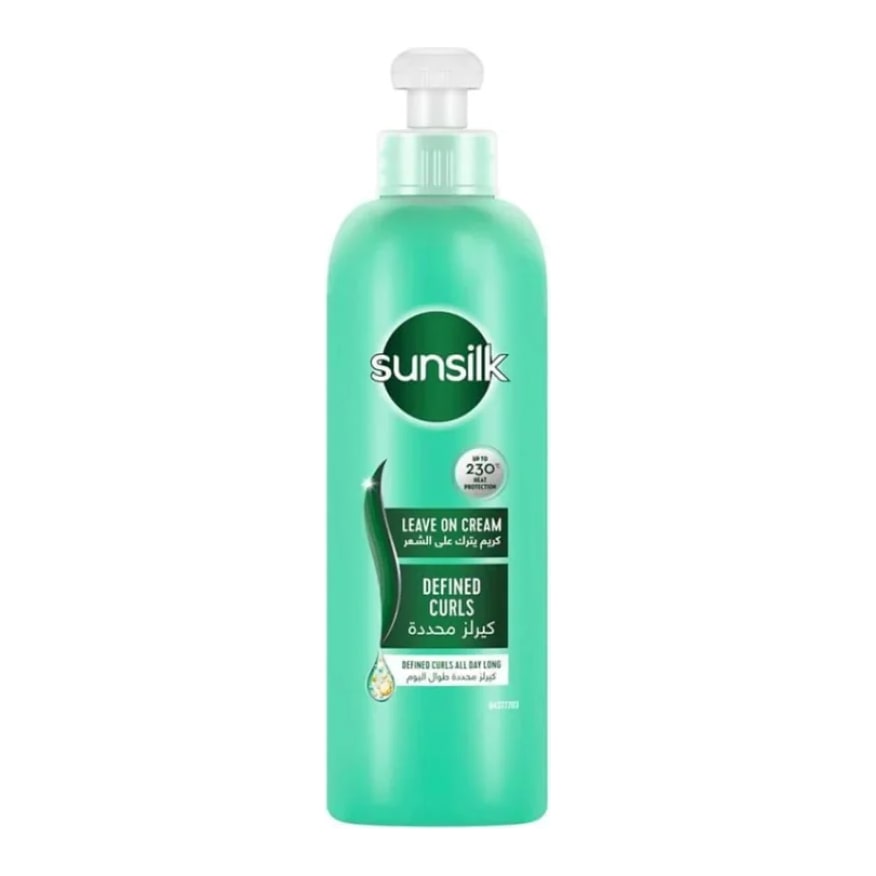 sunsilk
UP TO
230°C
HEAT
PROTECTION
LEAVE ON CREAM
كريم يترك على الشعر
DEFINED
CURLS
كيرلز محددة
DEFINED CURLS ALL DAY LONG
كيرلز محددة طوال اليوم